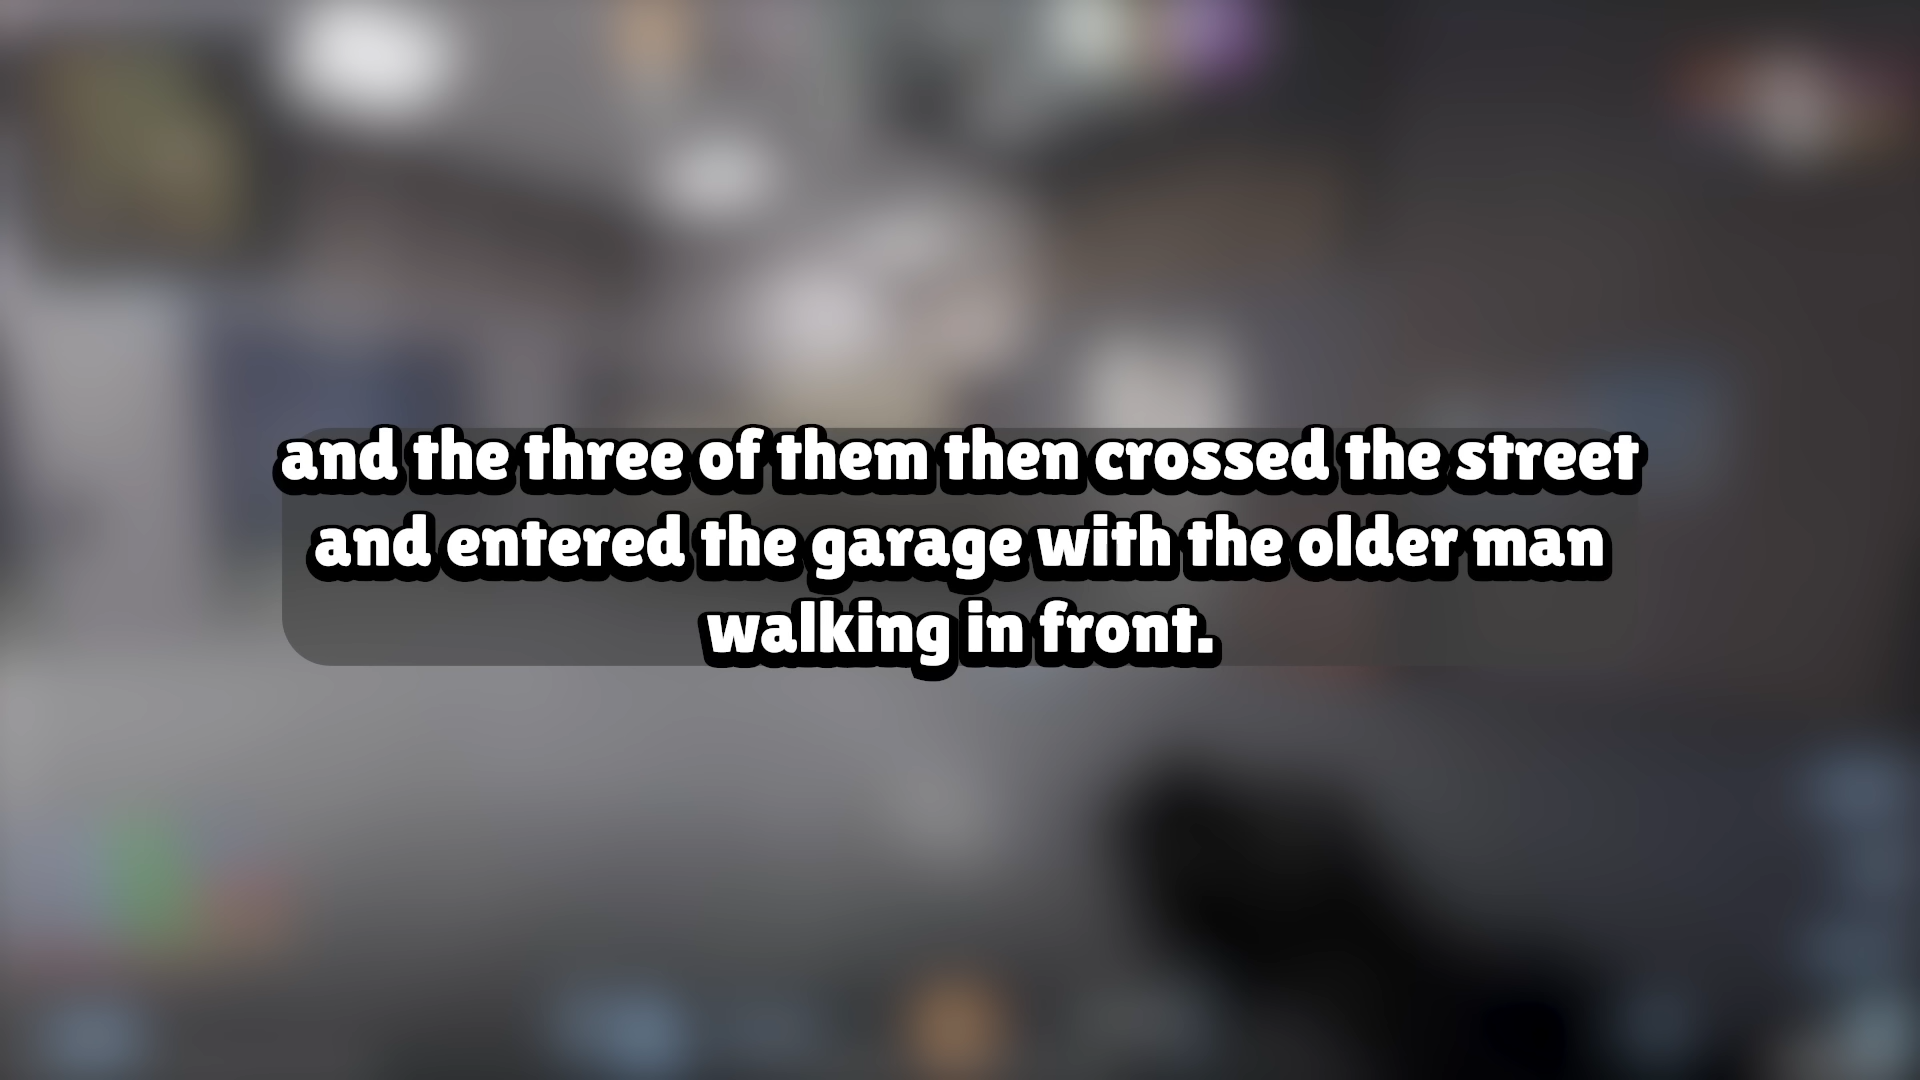 and the three of them then crossed the street
and entered the garage with the older man
walking in front.